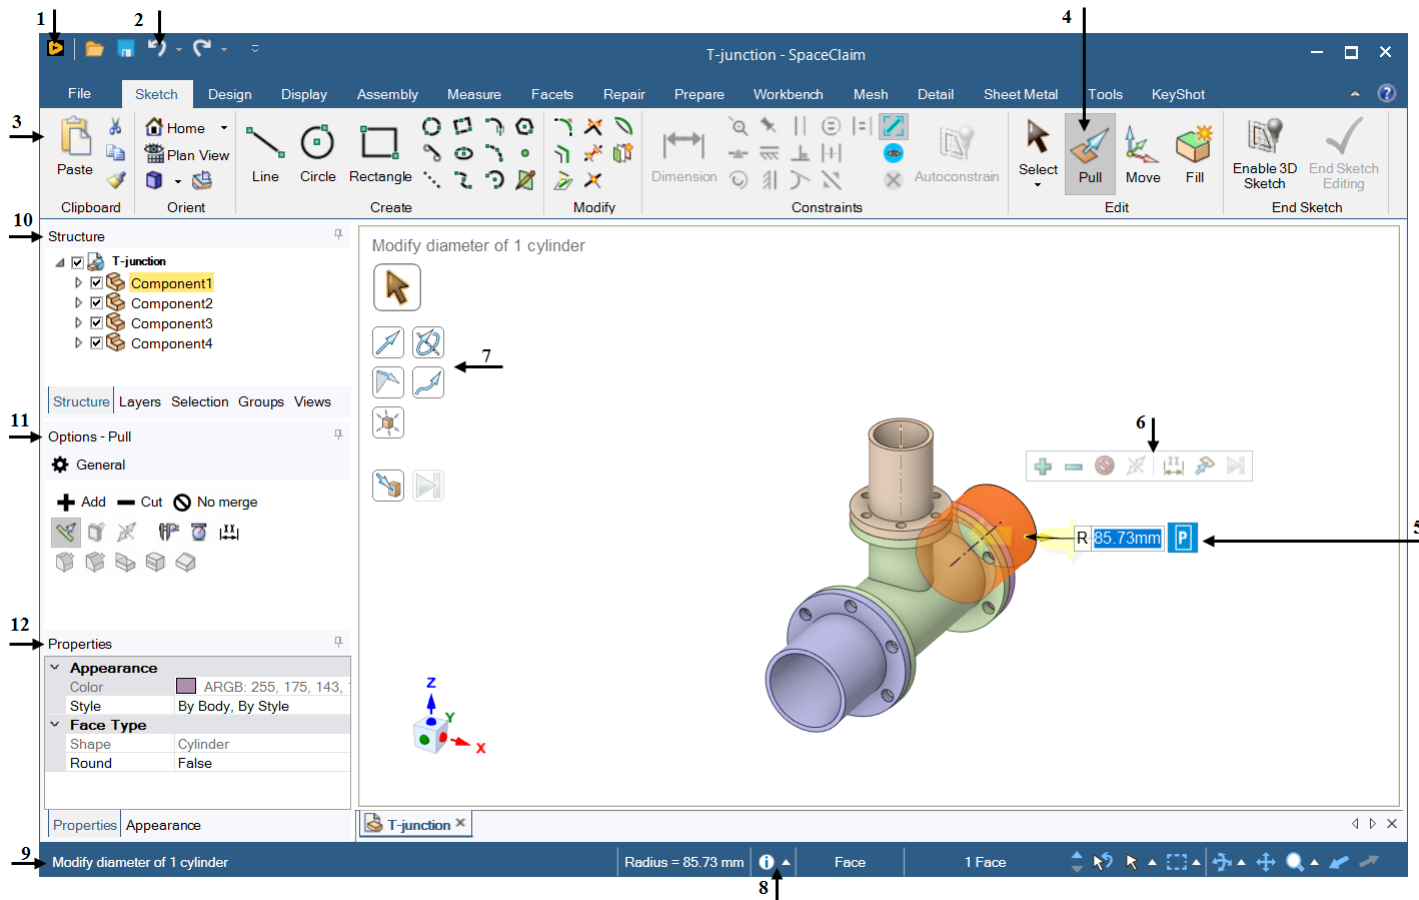 1
2
4
T-junction - SpaceClaim
File Sketch Design Display Assembly Measure Facets Repair Prepare Workbench Mesh Detail Sheet Metal Tools KeyShot
3
Paste
Home
Plan View
Line
Circle
Rectangle
Dimension
Autoconstrain
Select
Pull
Move
Fill
Enable 3D
Sketch
End Sketch
Editing
Clipboard Orient Create Modify Constraints Edit End Sketch
10
Structure
T-junction
Component1
Component2
Component3
Component4
Structure Layers Selection Groups Views
11
Options - Pull
General
Add Cut No merge
12
Properties
Appearance
Color ARGB: 255, 175, 143,
Style By Body, By Style
Face Type
Shape Cylinder
Round False
Properties Appearance
Modify diameter of 1 cylinder
7
6
R 85.73mm P
5
Z
Y
X
T-junction
9
Modify diameter of 1 cylinder Radius = 85.73 mm Face 1 Face
8